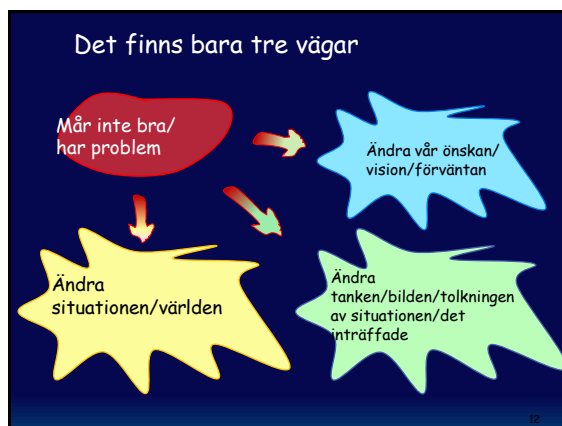 Det finns bara tre vägar
Mår inte bra/
har problem
Ändra vår önskan/
vision/förväntan
Ändra
situationen/världen
Ändra
tanken/bilden/tolkningen
av situationen/det
inträffade
12